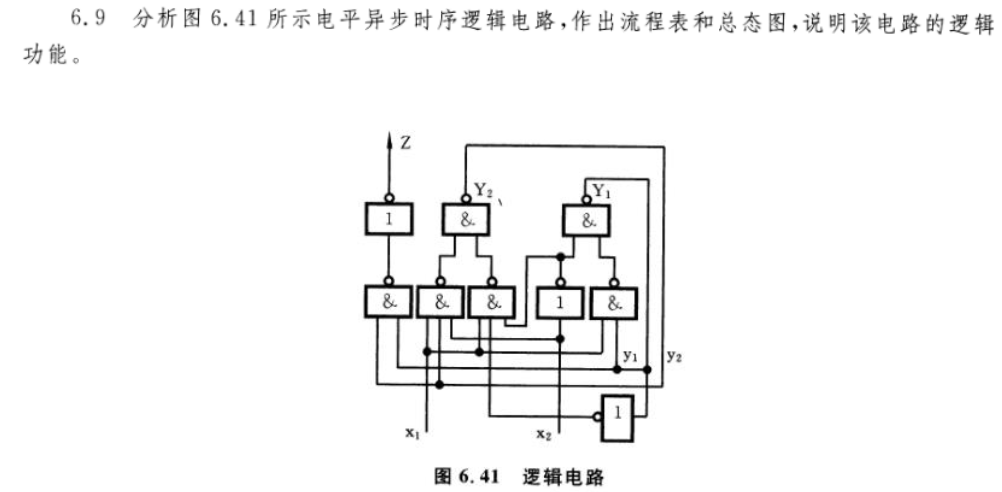 6.9 分析图 6.41 所示电平异步时序逻辑电路,作出流程表和总态图,说明该电路的逻辑
功能。
Z
Y₂ Y₁
1 & &
& & & 1 &
y₁ y₂
1
x₁ x₂
图 6.41 逻辑电路